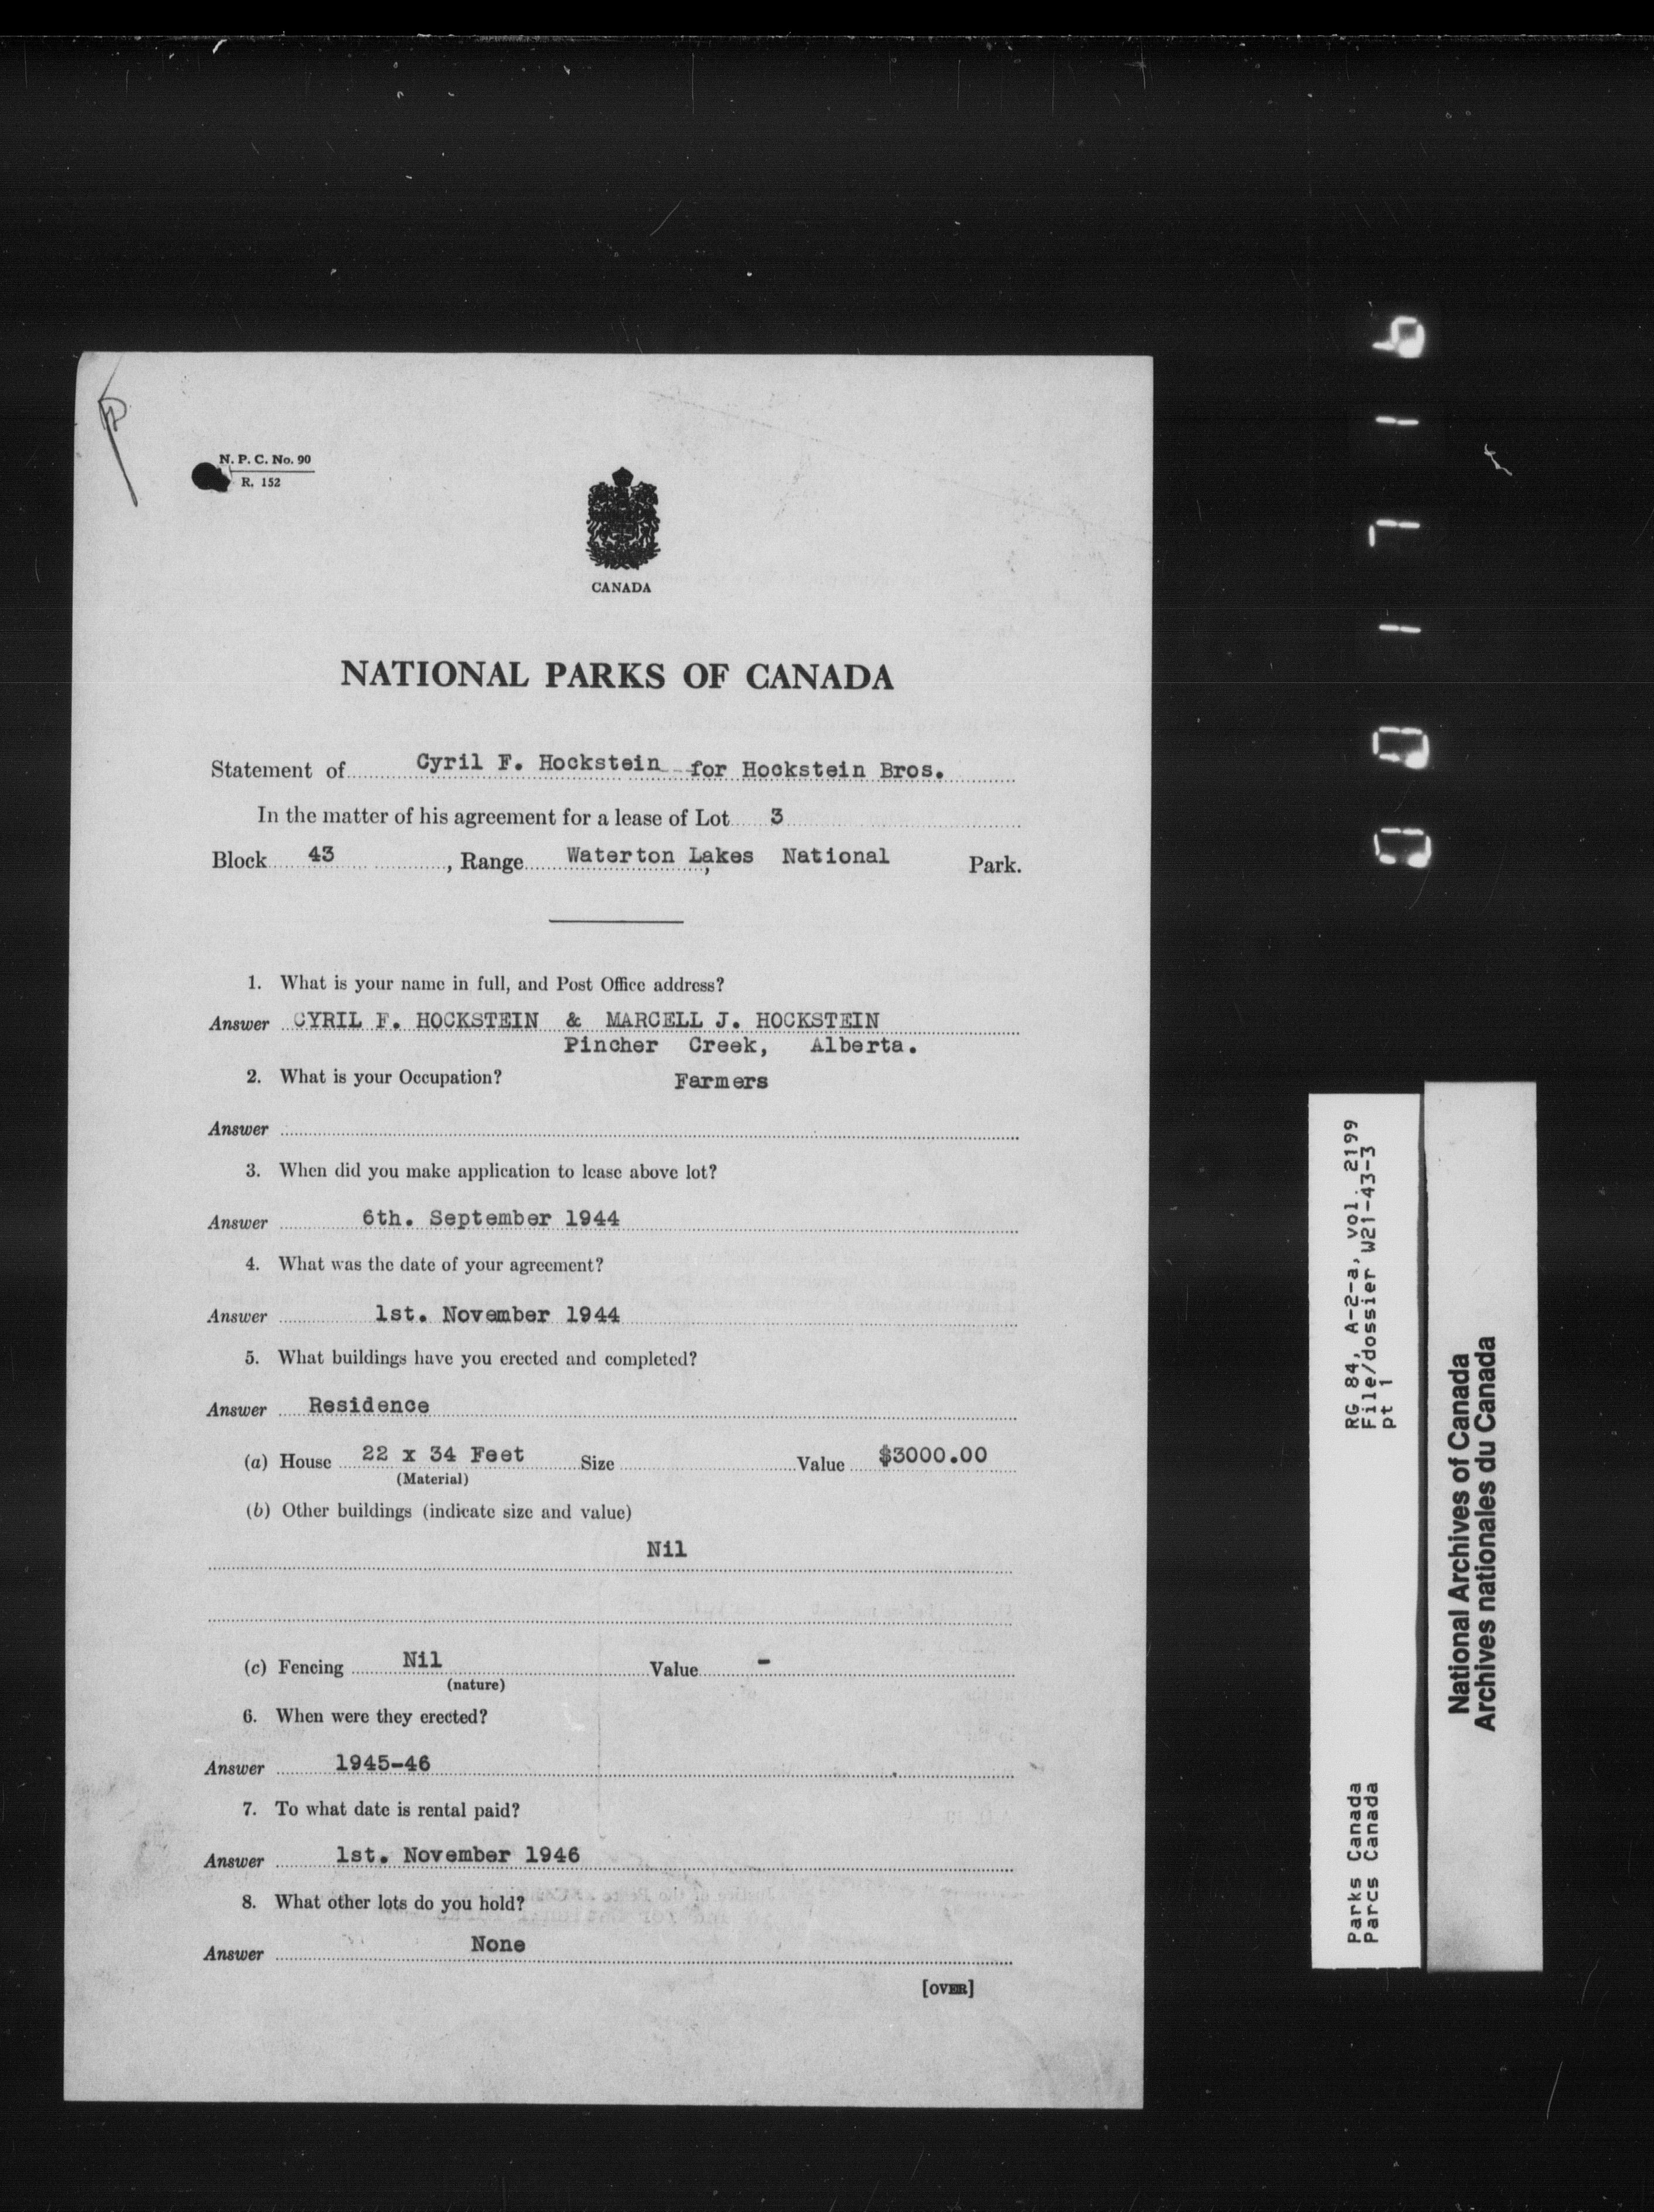 N. P. C. No. 90
R. 152
CANADA
NATIONAL PARKS OF CANADA
Statement of Cyril F. Hockstein for Hockstein Bros.
In the matter of his agreement for a lease of Lot 3
Block 43, Range Waterton Lakes National Park.
1. What is your name in full, and Post Office address?
Answer CYRIL F. HOCKSTEIN & MARCELL J. HOCKSTEIN
Pincher Creek, Alberta.
2. What is your Occupation? Farmers
Answer
3. When did you make application to lease above lot?
Answer 6th. September 1944
4. What was the date of your agreement?
Answer 1st. November 1944
5. What buildings have you erected and completed?
Answer Residence
(a) House 22 x 34 Feet Size Value $3000.00
(Material)
(b) Other buildings (indicate size and value)
Nil
(c) Fencing Nil Value -
(nature)
6. When were they erected?
Answer 1945-46
7. To what date is rental paid?
Answer 1st. November 1946
8. What other lots do you hold?
Answer None
[OVER]
Parks Canada RG 84, A-2-a, vol. 2199
Parcs Canada File/dossier W21-43-3
pt 1
National Archives of Canada
Archives nationales du Canada